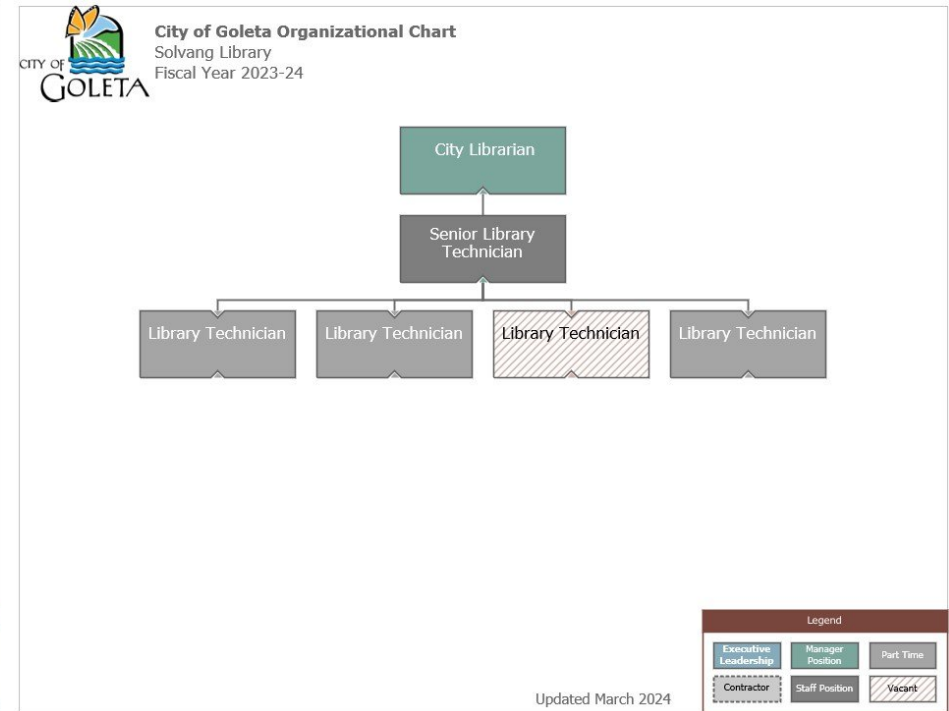 CITY OF
GOLETA
City of Goleta Organizational Chart
Solvang Library
Fiscal Year 2023-24
City Librarian
Senior Library
Technician
Library Technician
Library Technician
Library Technician
Library Technician
Legend
Executive
Leadership
Manager
Position
Part Time
Contractor
Staff Position
Vacant
Updated March 2024